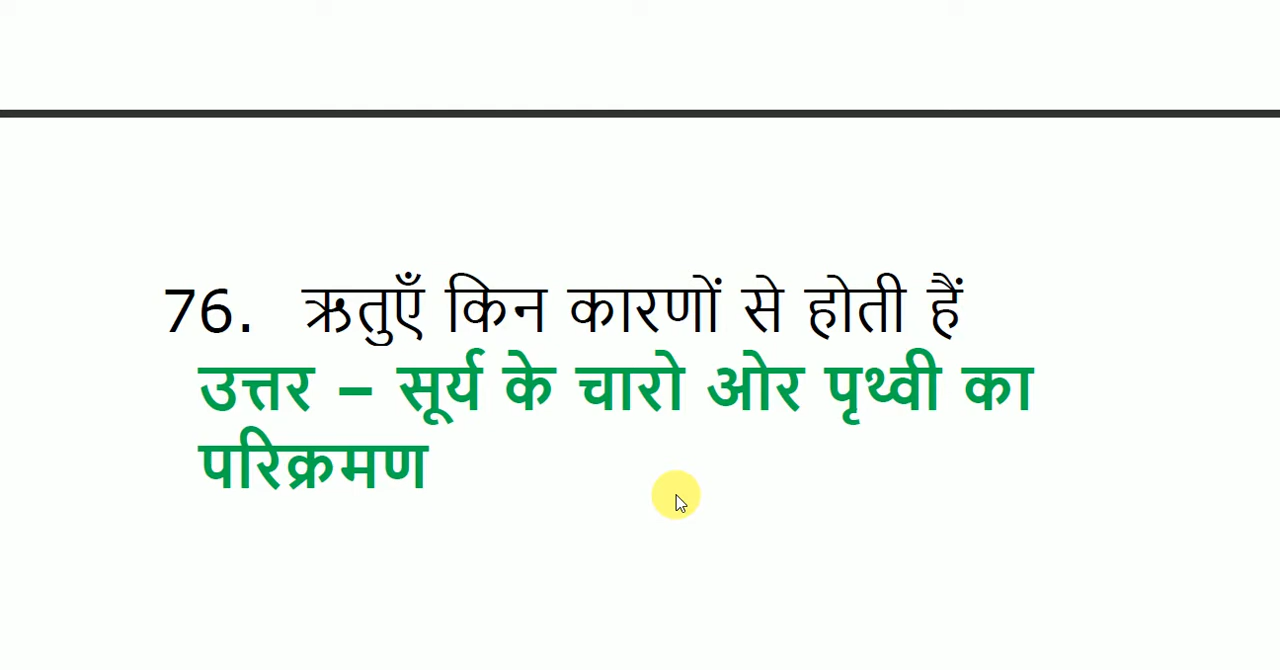 76. ऋतुएँ किन कारणों से होती हैं
उत्तर – सूर्य के चारो ओर पृथ्वी का
परिक्रमण